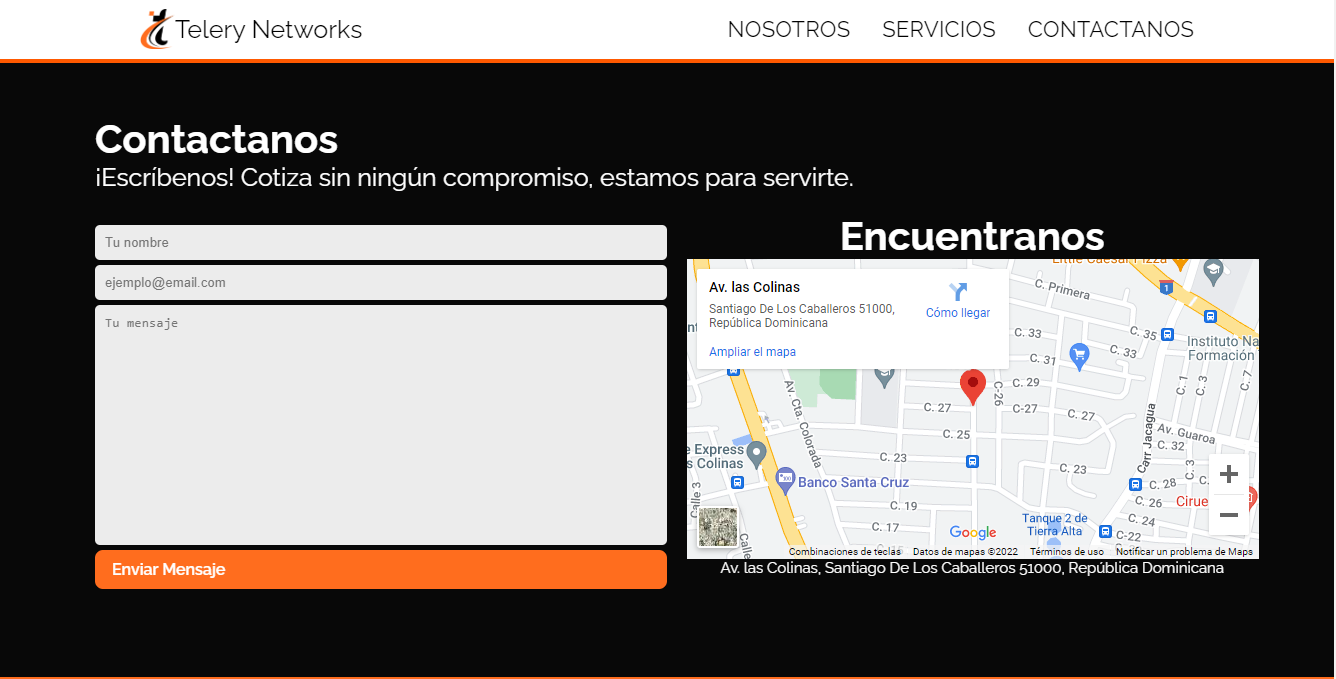 Telery Networks
NOSOTROS
SERVICIOS
CONTACTANOS
Contactanos
¡Escríbenos! Cotiza sin ningún compromiso, estamos para servirte.
Tu nombre
ejemplo@email.com
Tu mensaje
Enviar Mensaje
Encuentranos
Av. las Colinas
Santiago De Los Caballeros 51000,
República Dominicana
Cómo llegar
Ampliar el mapa
Little Caesar Pizza
C. Primera
1
C. 33
C. 35
C. 31
C. 33
Instituto Na
Formación
C. 29
C-26
C. 1
C. 3
C. 7
C. 27
C-27
C. 27
Av. Cta. Colorada
C. 25
Carr Jacagua
Av. Guaroa
C. 32
e Express
s Colinas
C. 23
C. 23
C. 3
Banco Santa Cruz
C. 28
C.
Calle 3
C. 19
C. 26
Cirue
C. 17
Tanque 2 de
Tierra Alta
C. 24
C-22
Calle
Google
Combinaciones de teclas
Datos de mapas ©2022
Términos de uso
Notificar un problema de Maps
Av. las Colinas, Santiago De Los Caballeros 51000, República Dominicana